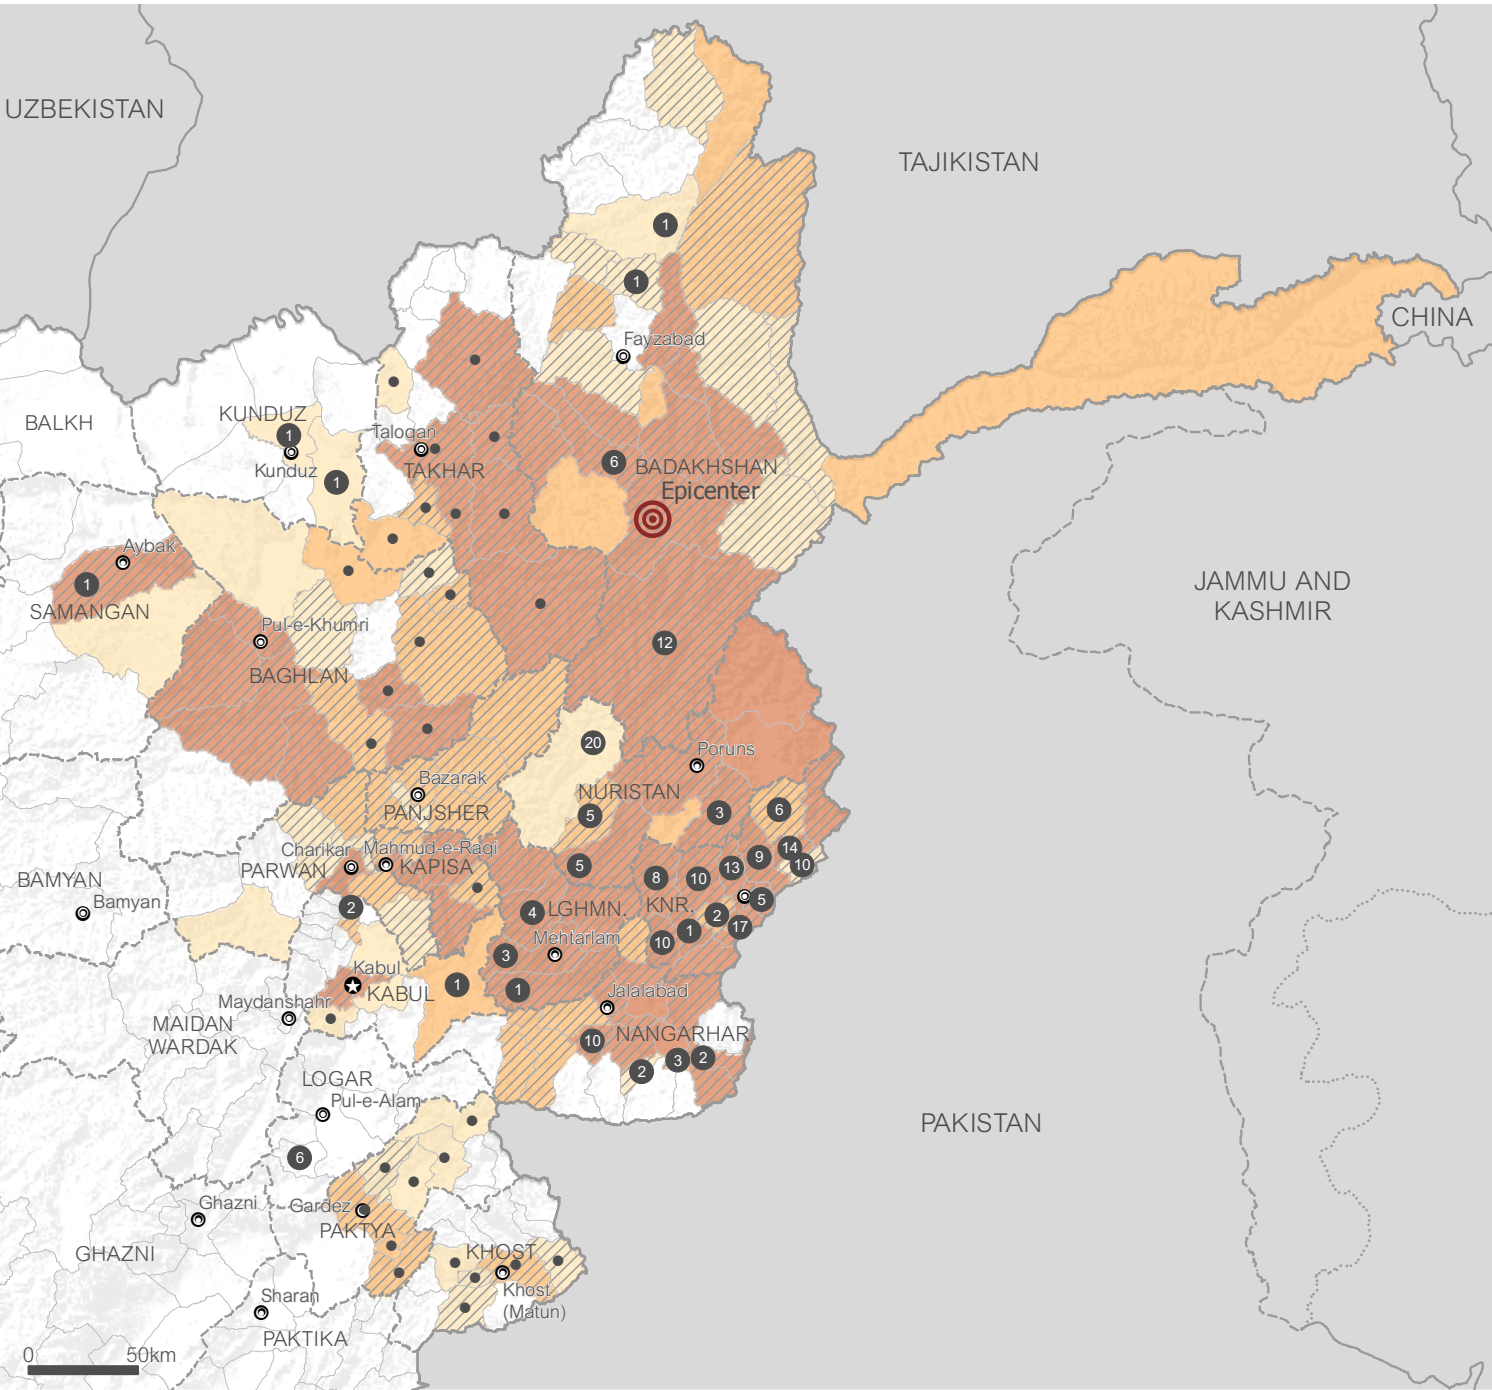 UZBEKISTAN
TAJIKISTAN
1
1
CHINA
Fayzabad
KUNDUZ
BALKH
1
Taloqan
Kunduz
TAKHAR
6
BADAKHSHAN
1
Epicenter
Aybak
1
SAMANGAN
JAMMU AND
KASHMIR
Pul-e-Khumri
12
BAGHLAN
20
Poruns
Bazarak
NURISTAN
PANJSHER
5
3
6
Charikar
Mahmud-e-Raqi
14
PARWAN
KAPISA
5
9
10
13
BAMYAN
8
10
Bamyan
2
4
LGHMN.
KNR.
5
2
17
1
Mehtarlam
10
3
Kabul
1
KABUL
1
Jalalabad
Maydanshahr
MAIDAN
WARDAK
10
NANGARHAR
3
2
2
LOGAR
Pul-e-Alam
PAKISTAN
6
Ghazni
Gardez
PAKTYA
GHAZNI
KHOST
Khost
(Matun)
Sharan
PAKTIKA
0
50km